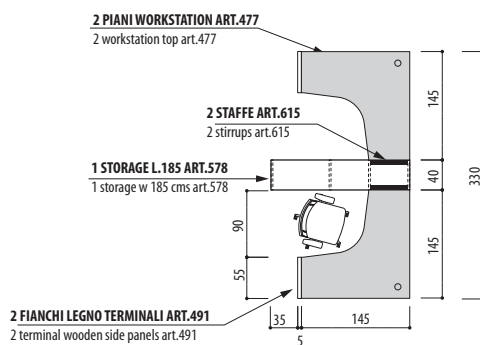 2 PIANI WORKSTATION ART.477
2 workstation top art.477
2 STAFFE ART.615
2 stirrups art.615
1 STORAGE L.185 ART.578
1 storage w 185 cms art.578
2 FIANCHI LEGNO TERMINALI ART.491
2 terminal wooden side panels art.491
145
40
145
330
90
55
35
5
145